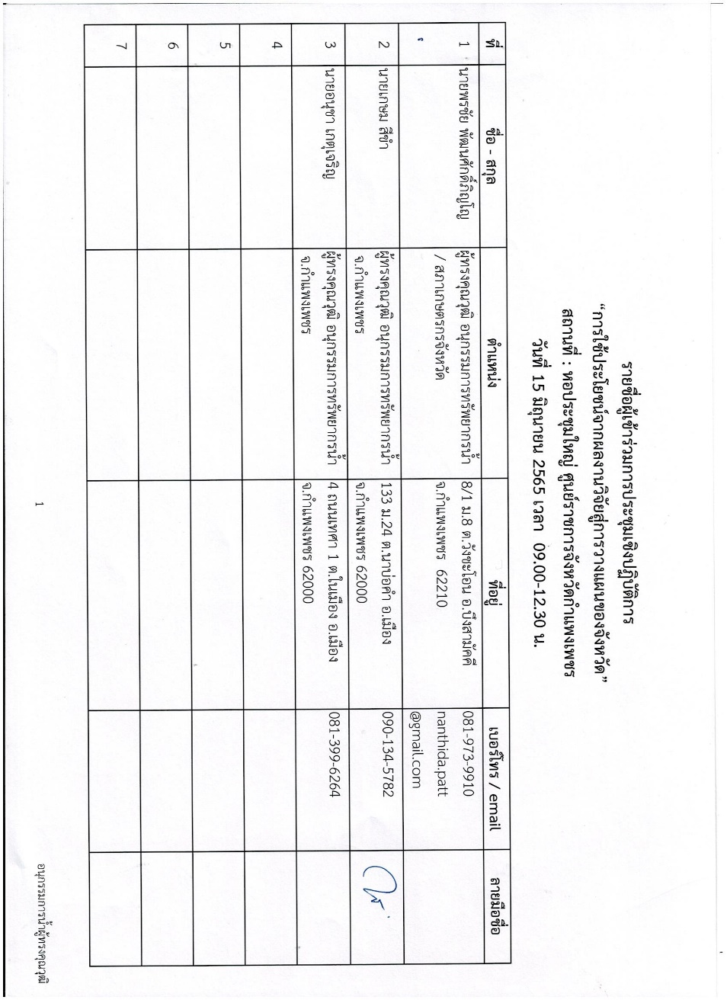 รายชื่อผู้เข้าร่วมการประชุมเชิงปฏิบัติการ
“การใช้ประโยชน์จากผลงานวิจัยสู่การวางแผนของจังหวัด”
สถานที่ : หอประชุมใหญ่ ศูนย์ราชการจังหวัดกำแพงเพชร
วันที่ 15 มิถุนายน 2565 เวลา 09.00-12.30 น.
ที่ ชื่อ - สกุล ตำแหน่ง ที่อยู่ เบอร์โทร / email ลายมือชื่อ
1 นายพรชัย พัฒนศักดิ์ภิญโญ ผู้ทรงคุณวุฒิ อนุกรรมการทรัพยากรน้ำ 8/1 ม.8 ต.วังชะโอน อ.บึงสามัคคี 081-973-9910
/ สภาเกษตรกรจังหวัด จ.กำแพงเพชร 62210 nanthida.patt
@gmail.com
2 นายเกษม สีขำ ผู้ทรงคุณวุฒิ อนุกรรมการทรัพยากรน้ำ 133 ม.24 ต.นาบ่อคำ อ.เมือง 090-134-5782
จ.กำแพงเพชร จ.กำแพงเพชร 62000
3 นายอนุชา เกตุเจริญ ผู้ทรงคุณวุฒิ อนุกรรมการทรัพยากรน้ำ 4 ถนนเทศา 1 ต.ในเมือง อ.เมือง 081-399-6264
จ.กำแพงเพชร จ.กำแพงเพชร 62000
4
5
6
7
1
อนุกรรมการน้ำผู้ทรงคุณวุฒิ